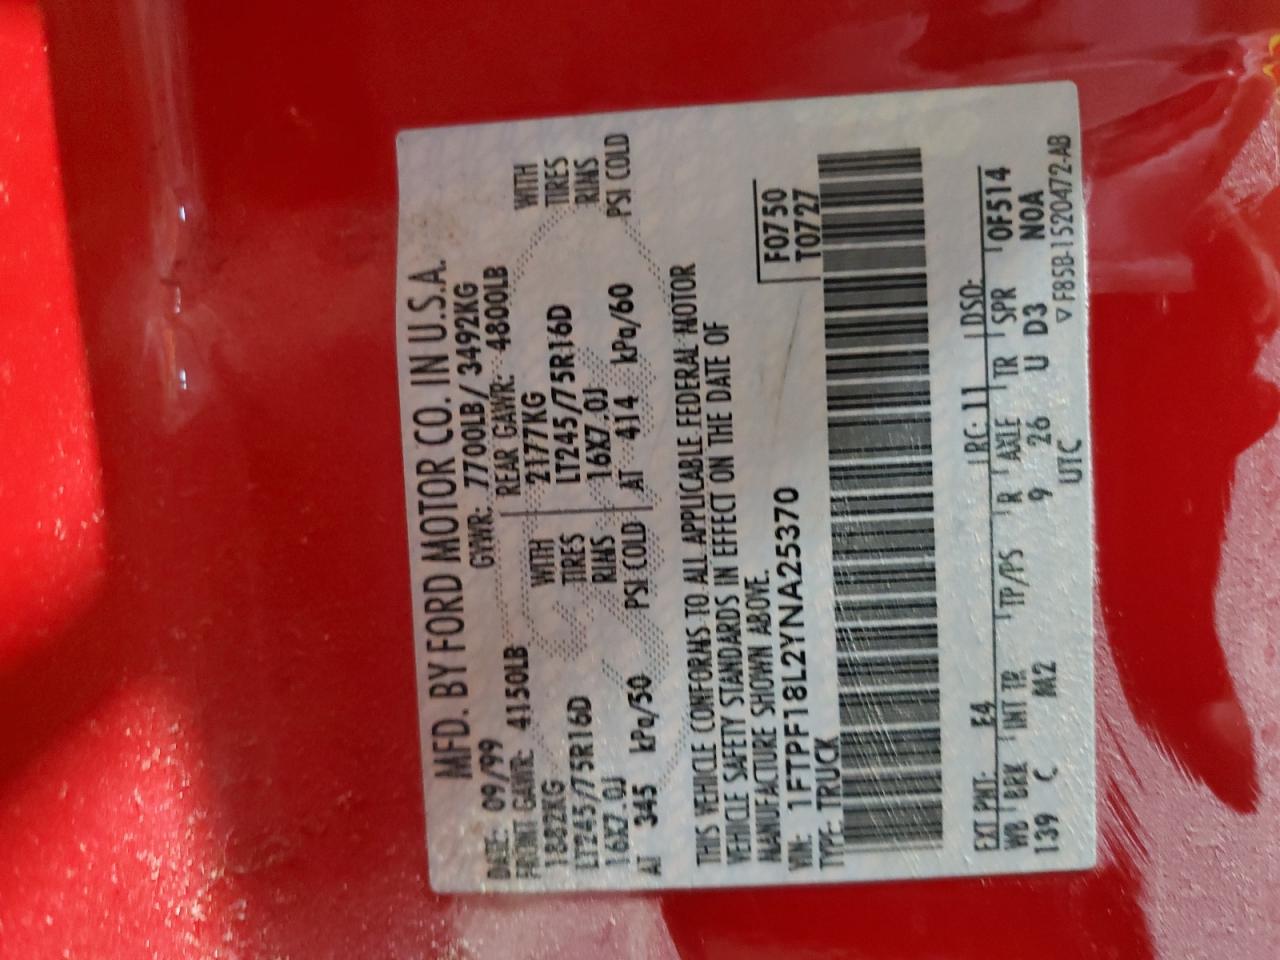 MFD. BY FORD MOTOR CO. IN U.S.A.
DATE: 09/99 GVWR: 7700LB/ 3492KG
FRONT GAWR: 4150LB REAR GAWR: 4800LB
1882KG WITH 2177KG WITH
LT245/75R16D TIRES LT245/75R16D TIRES
16X7.0J RIMS 16X7.0J RIMS
AT 345 kPa/50 PSI COLD AT 414 kPa/60 PSI COLD
THIS VEHICLE CONFORMS TO ALL APPLICABLE FEDERAL MOTOR
VEHICLE SAFETY STANDARDS IN EFFECT ON THE DATE OF
MANUFACTURE SHOWN ABOVE.
VIN: 1FTPF18L2YNA25370 F0750
TYPE: TRUCK T0727
EXT PNT: E4 RC: 11 DSO:
WB BRK INT TR TP/PS R AXLE TR SPR 0F514
139 C M2 9 26 U D3 N0A
UTC ▽ F85B-1520472-AB